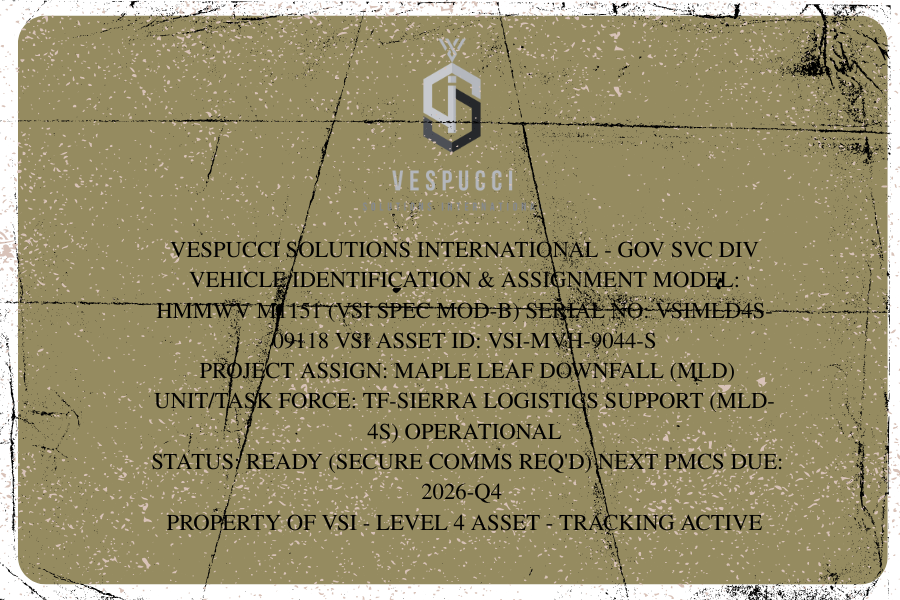 VESPUCCI
VESPUCCI SOLUTIONS INTERNATIONAL - GOV SVC DIV
VEHICLE IDENTIFICATION & ASSIGNMENT MODEL:
HMMWV M1151 (VSI SPEC MOD-B) SERIAL NO: VSIMLD4S-
09118 VSI ASSET ID: VSI-MVH-9044-S
PROJECT ASSIGN: MAPLE LEAF DOWNFALL (MLD)
UNIT/TASK FORCE: TF-SIERRA LOGISTICS SUPPORT (MLD-
4S) OPERATIONAL
STATUS: READY (SECURE COMMS REQ'D) NEXT PMCS DUE:
2026-Q4
PROPERTY OF VSI - LEVEL 4 ASSET - TRACKING ACTIVE